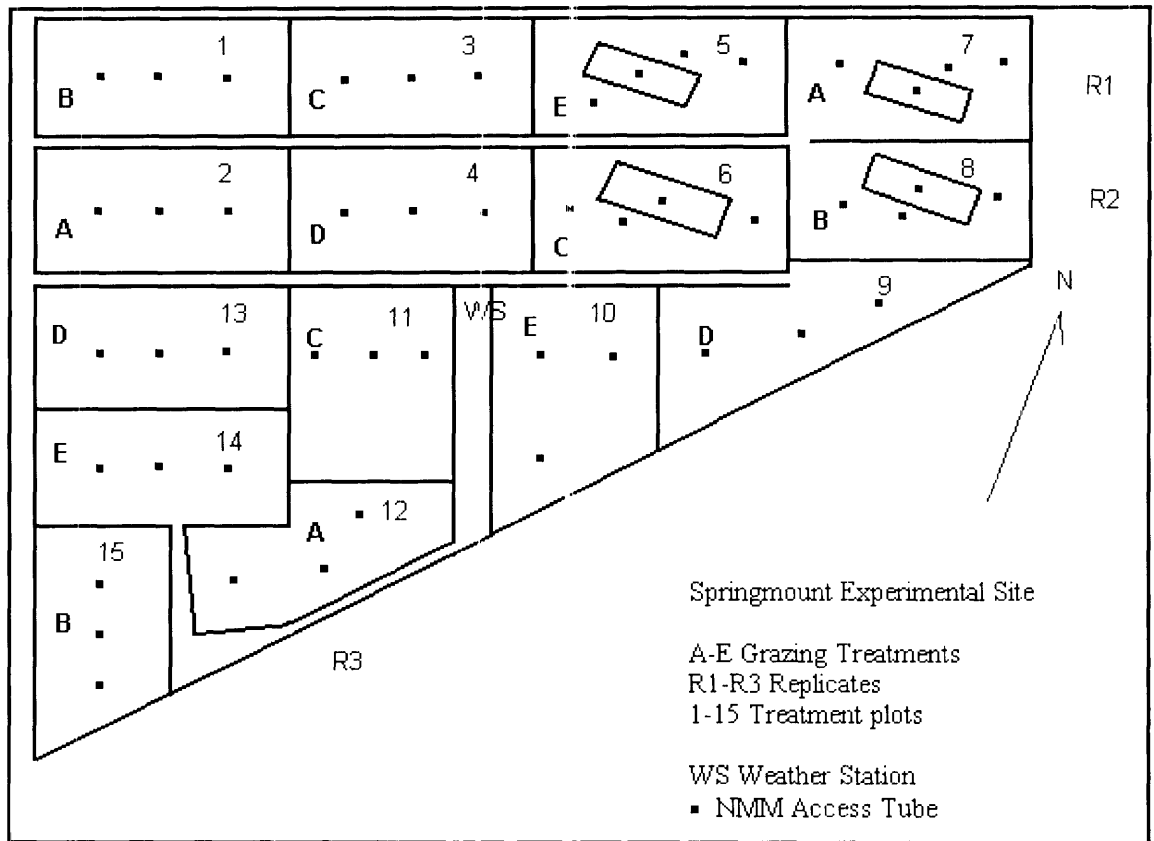 1 3 5 7
B C E A R1
2 4 6 8
A D C B R2
9 N
D 13 C 11 WS E 10 D
E 14
A 12
15
B
R3
Springmount Experimental Site
A-E Grazing Treatments
R1-R3 Replicates
1-15 Treatment plots
WS Weather Station
▪ NMM Access Tube